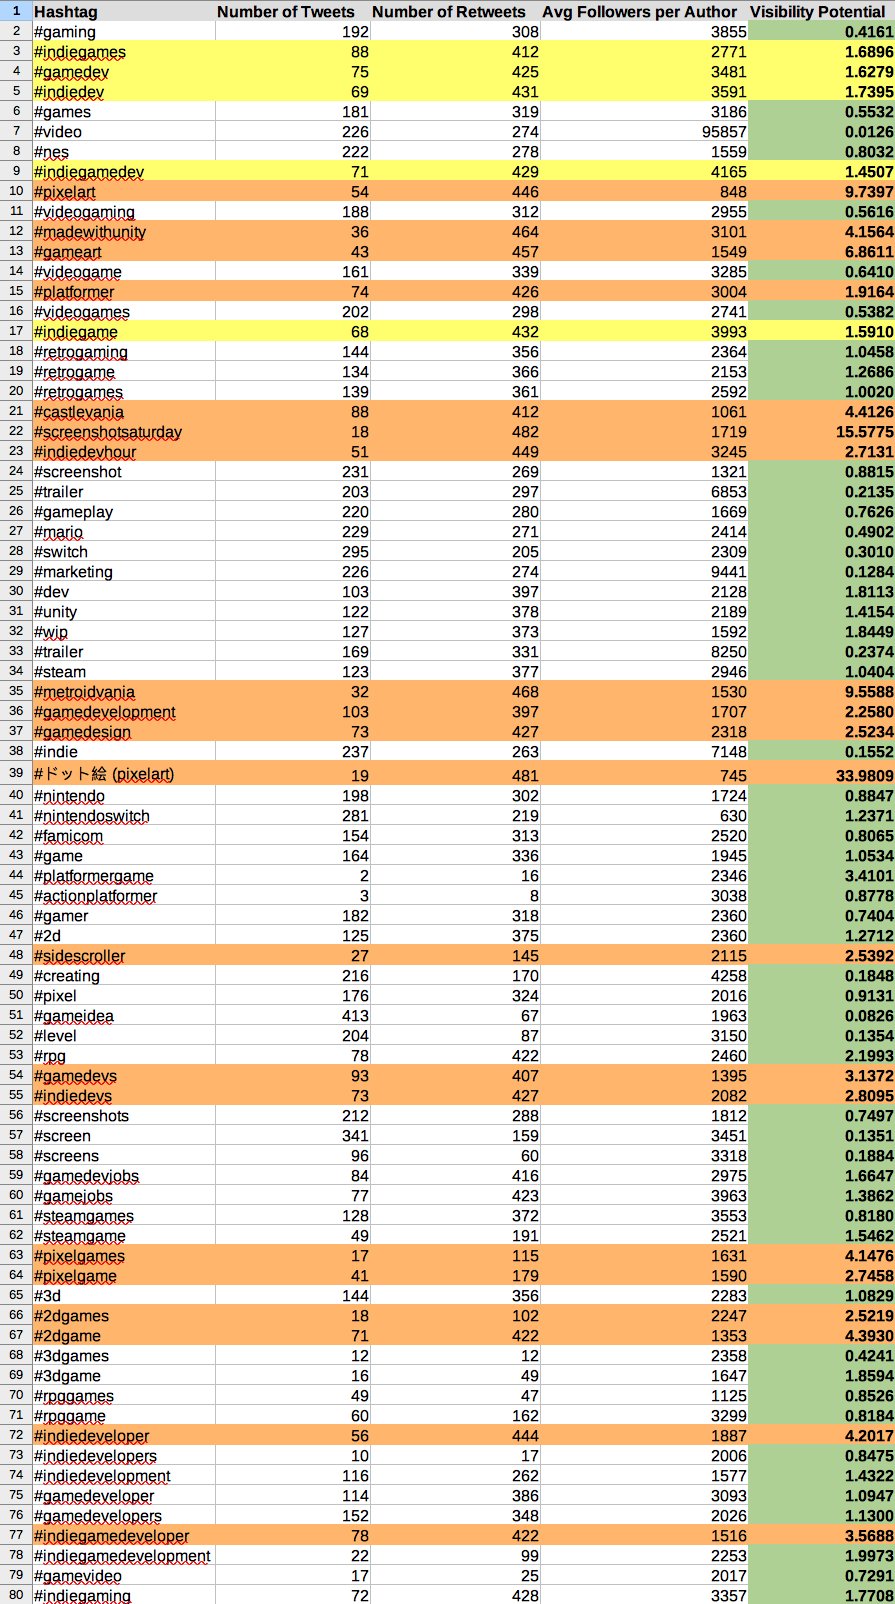 1 Hashtag Number of Tweets Number of Retweets Avg Followers per Author Visibility Potential
2 #gaming 192 308 3855 0.4161
3 #indiegames 88 412 2771 1.6896
4 #gamedev 75 425 3481 1.6279
5 #indiedev 69 431 3591 1.7395
6 #games 181 319 3186 0.5532
7 #video 226 274 95857 0.0126
8 #nes 222 278 1559 0.8032
9 #indiegamedev 71 429 4165 1.4507
10 #pixelart 54 446 848 9.7397
11 #videogaming 188 312 2955 0.5616
12 #madewithunity 36 464 3101 4.1564
13 #gameart 43 457 1549 6.8611
14 #videogame 161 339 3285 0.6410
15 #platformer 74 426 3004 1.9164
16 #videogames 202 298 2741 0.5382
17 #indiegame 68 432 3993 1.5910
18 #retrogaming 144 356 2364 1.0458
19 #retrogame 134 366 2153 1.2686
20 #retrogames 139 361 2592 1.0020
21 #castlevania 88 412 1061 4.4126
22 #screenshotsaturday 18 482 1719 15.5775
23 #indiedevhour 51 449 3245 2.7131
24 #screenshot 231 269 1321 0.8815
25 #trailer 203 297 6853 0.2135
26 #gameplay 220 280 1669 0.7626
27 #mario 229 271 2414 0.4902
28 #switch 295 205 2309 0.3010
29 #marketing 226 274 9441 0.1284
30 #dev 103 397 2128 1.8113
31 #unity 122 378 2189 1.4154
32 #wip 127 373 1592 1.8449
33 #trailer 169 331 8250 0.2374
34 #steam 123 377 2946 1.0404
35 #metroidvania 32 468 1530 9.5588
36 #gamedevelopment 103 397 1707 2.2580
37 #gamedesign 73 427 2318 2.5234
38 #indie 237 263 7148 0.1552
39 #ドット絵 (pixelart) 19 481 745 33.9809
40 #nintendo 198 302 1724 0.8847
41 #nintendoswitch 281 219 630 1.2371
42 #famicom 154 313 2520 0.8065
43 #game 164 336 1945 1.0534
44 #platformergame 2 16 2346 3.4101
45 #actionplatformer 3 8 3038 0.8778
46 #gamer 182 318 2360 0.7404
47 #2d 125 375 2360 1.2712
48 #sidescroller 27 145 2115 2.5392
49 #creating 216 170 4258 0.1848
50 #pixel 176 324 2016 0.9131
51 #gameidea 413 67 1963 0.0826
52 #level 204 87 3150 0.1354
53 #rpg 78 422 2460 2.1993
54 #gamedevs 93 407 1395 3.1372
55 #indiedevs 73 427 2082 2.8095
56 #screenshots 212 288 1812 0.7497
57 #screen 341 159 3451 0.1351
58 #screens 96 60 3318 0.1884
59 #gamedevjobs 84 416 2975 1.6647
60 #gamejobs 77 423 3963 1.3862
61 #steamgames 128 372 3553 0.8180
62 #steamgame 49 191 2521 1.5462
63 #pixelgames 17 115 1631 4.1476
64 #pixelgame 41 179 1590 2.7458
65 #3d 144 356 2283 1.0829
66 #2dgames 18 102 2247 2.5219
67 #2dgame 71 422 1353 4.3930
68 #3dgames 12 12 2358 0.4241
69 #3dgame 16 49 1647 1.8594
70 #rpggames 49 47 1125 0.8526
71 #rpggame 60 162 3299 0.8184
72 #indiedeveloper 56 444 1887 4.2017
73 #indiedevelopers 10 17 2006 0.8475
74 #indiedevelopment 116 262 1577 1.4322
75 #gamedeveloper 114 386 3093 1.0947
76 #gamedevelopers 152 348 2026 1.1300
77 #indiegamedeveloper 78 422 1516 3.5688
78 #indiegamedevelopment 22 99 2253 1.9973
79 #gamevideo 17 25 2017 0.7291
80 #indiegaming 72 428 3357 1.7708